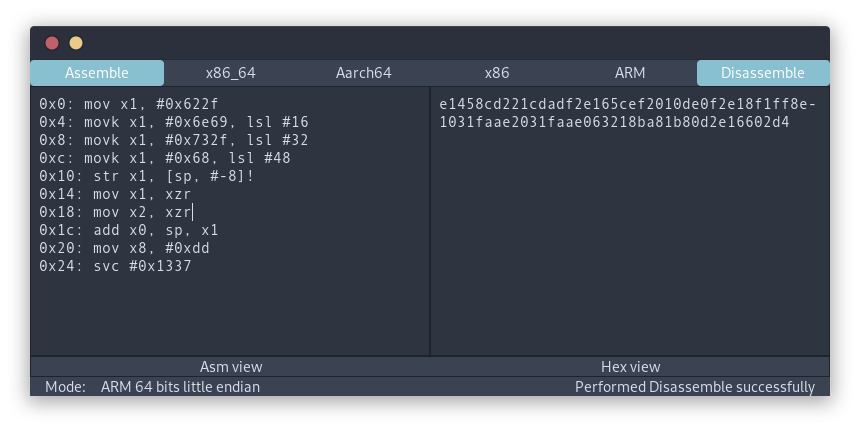 Assemble x86_64 Aarch64 x86 ARM Disassemble
0x0: mov x1, #0x622f
0x4: movk x1, #0x6e69, lsl #16
0x8: movk x1, #0x732f, lsl #32
0xc: movk x1, #0x68, lsl #48
0x10: str x1, [sp, #-8]!
0x14: mov x1, xzr
0x18: mov x2, xzr
0x1c: add x0, sp, x1
0x20: mov x8, #0xdd
0x24: svc #0x1337
e1458cd221cdadf2e165cef2010de0f2e18f1ff8e-
1031faae2031faae063218ba81b80d2e16602d4
Asm view Hex view
Mode: ARM 64 bits little endian Performed Disassemble successfully